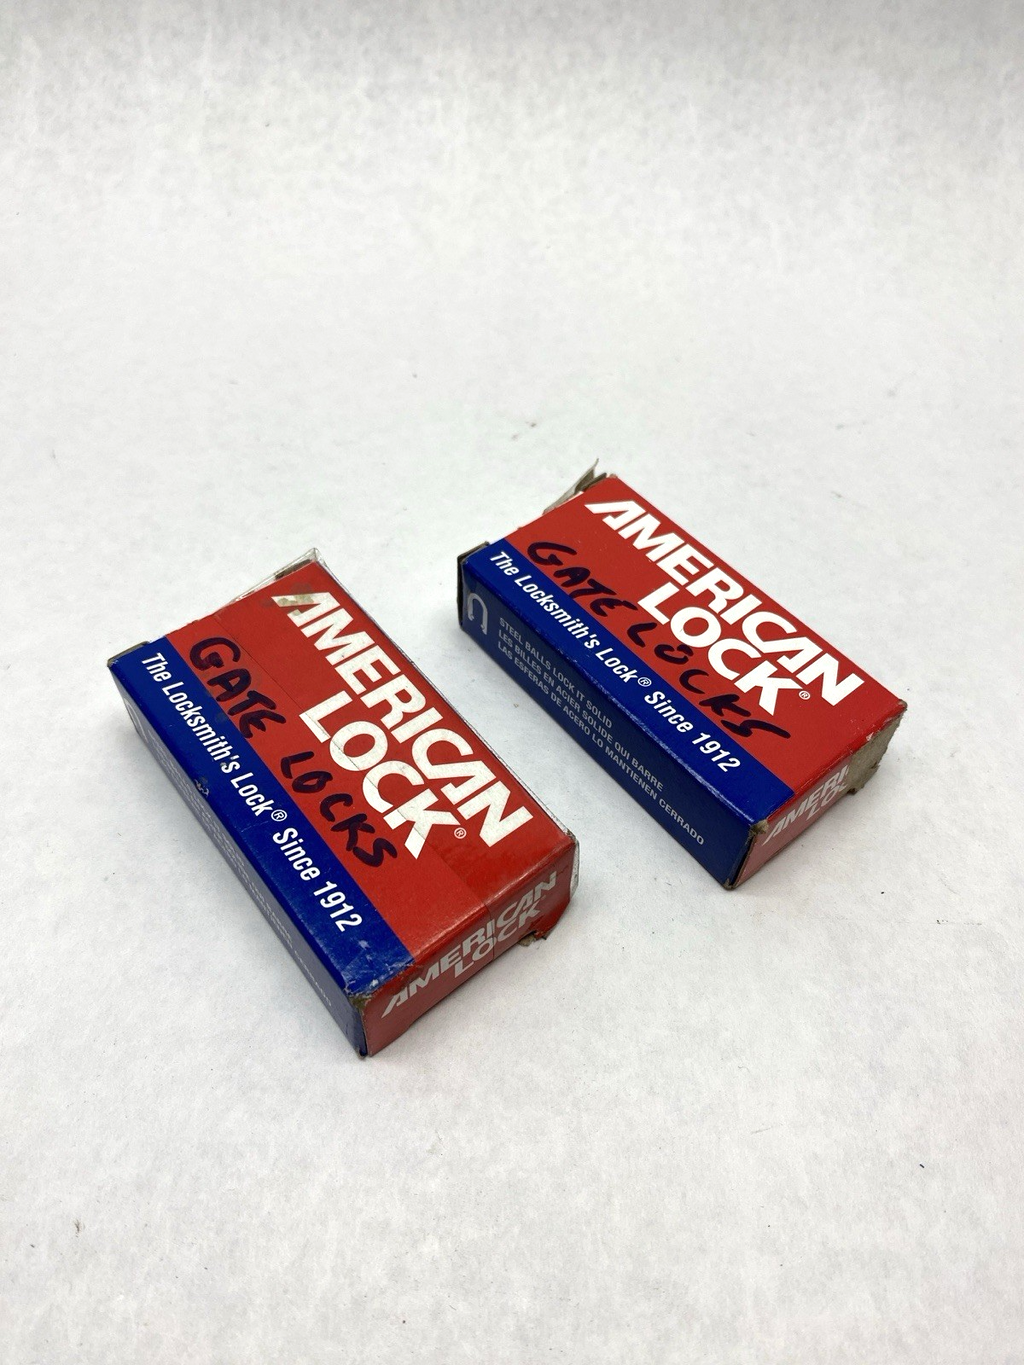 AMERICAN
LOCK®
GATE LOCKS
The Locksmith's Lock® Since 1912
AMERICAN
LOCK
AMERICAN
LOCK®
GATE LOCKS
The Locksmith's Lock® Since 1912
STEEL BALLS LOCK IT SOLID
LES BILLES EN ACIER SOLIDE QUI BARRE
LAS ESFERAS DE ACERO LO MANTIENEN CERRADO
AMERI
LO